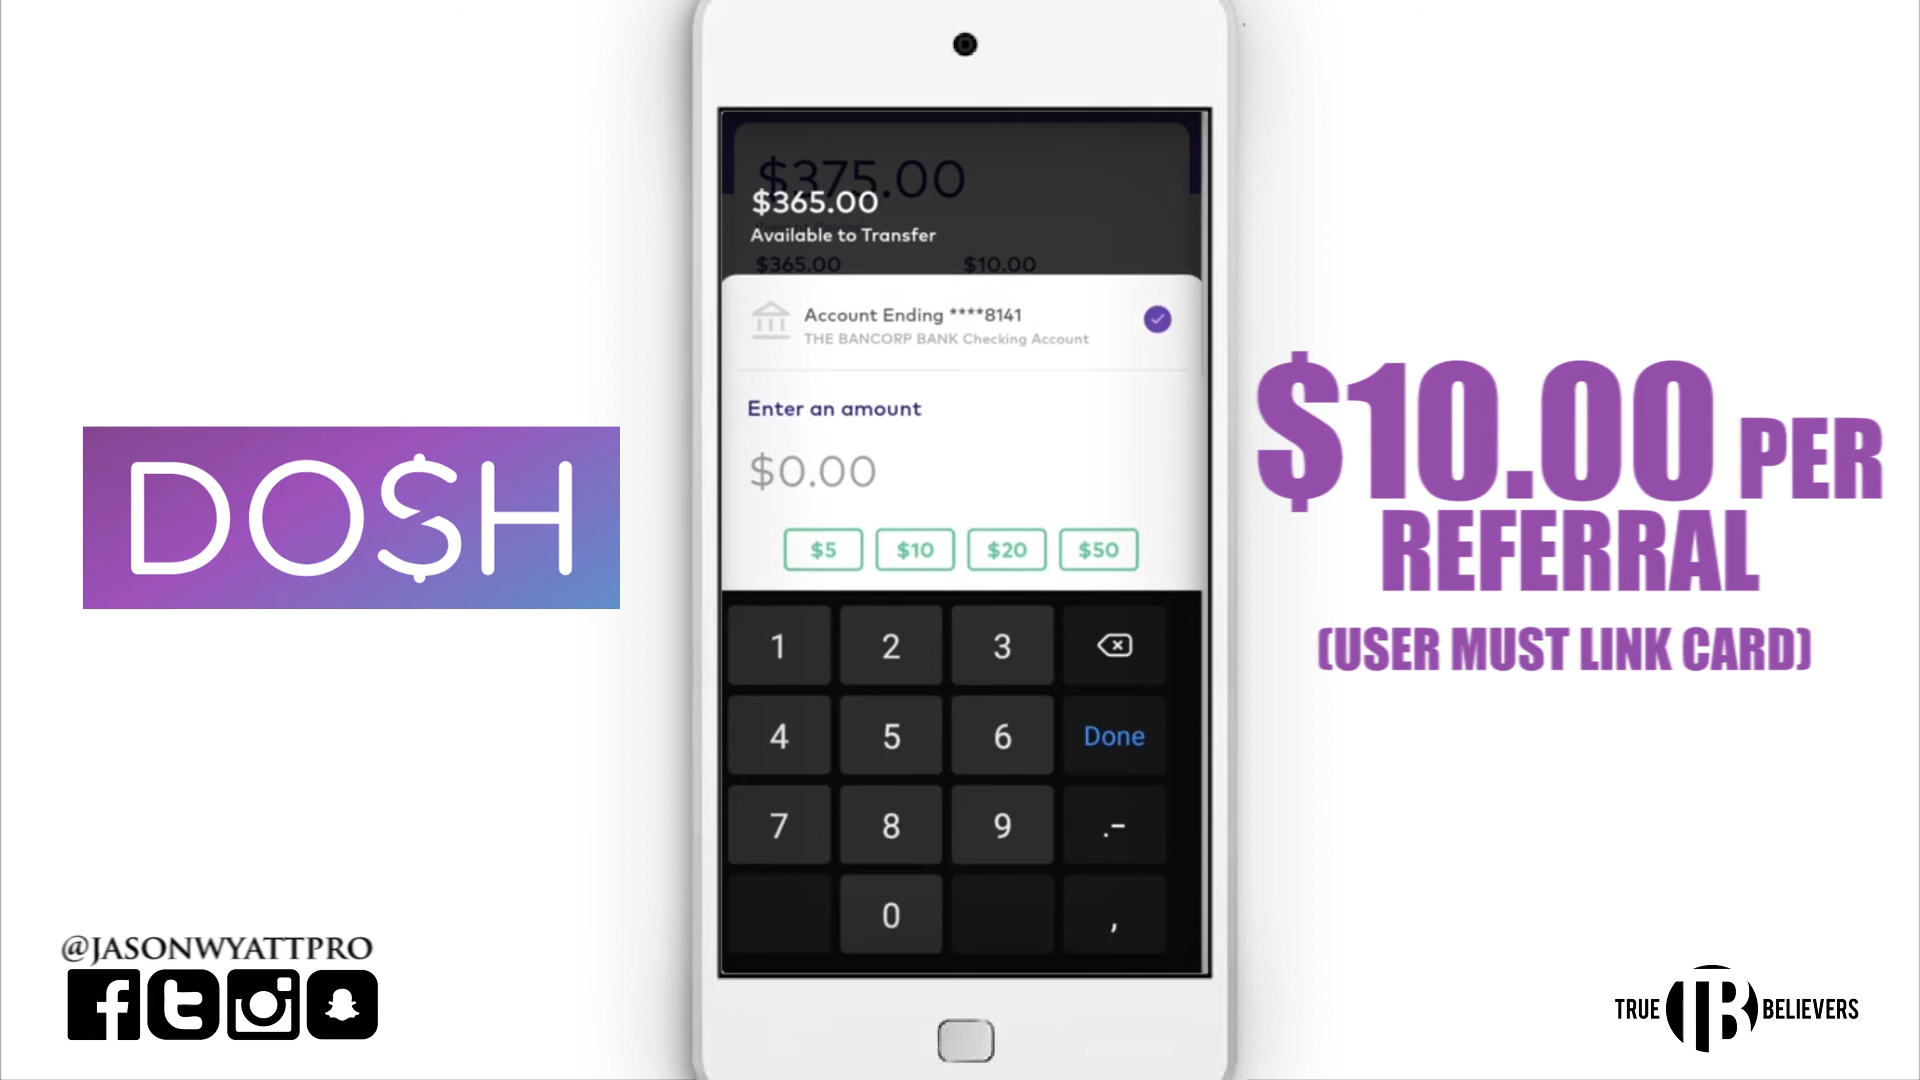 DO$H
@JASONWYATTPRO
$375.00
$365.00
Available to Transfer
$365.00 $10.00
Account Ending ****8141
THE BANCORP BANK Checking Account
Enter an amount
$0.00
$5 $10 $20 $50
1 2 3
4 5 6 Done
7 8 9 .-
0 ,
$10.00 PER
REFERRAL
(USER MUST LINK CARD)
TRUE TB BELIEVERS